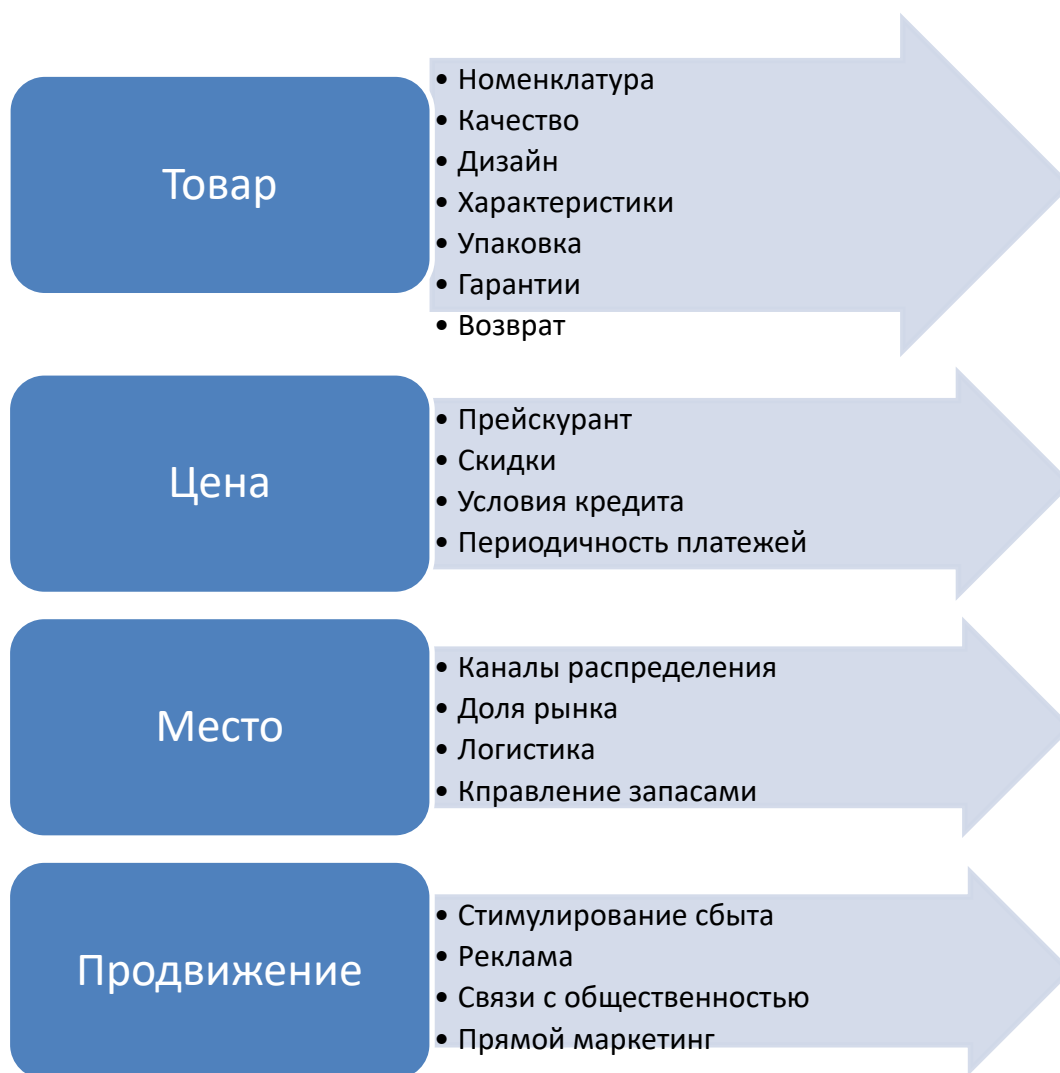 Товар
• Номенклатура
• Качество
• Дизайн
• Характеристики
• Упаковка
• Гарантии
• Возврат
Цена
• Прейскурант
• Скидки
• Условия кредита
• Периодичность платежей
Место
• Каналы распределения
• Доля рынка
• Логистика
• Кправление запасами
Продвижение
• Стимулирование сбыта
• Реклама
• Связи с общественностью
• Прямой маркетинг